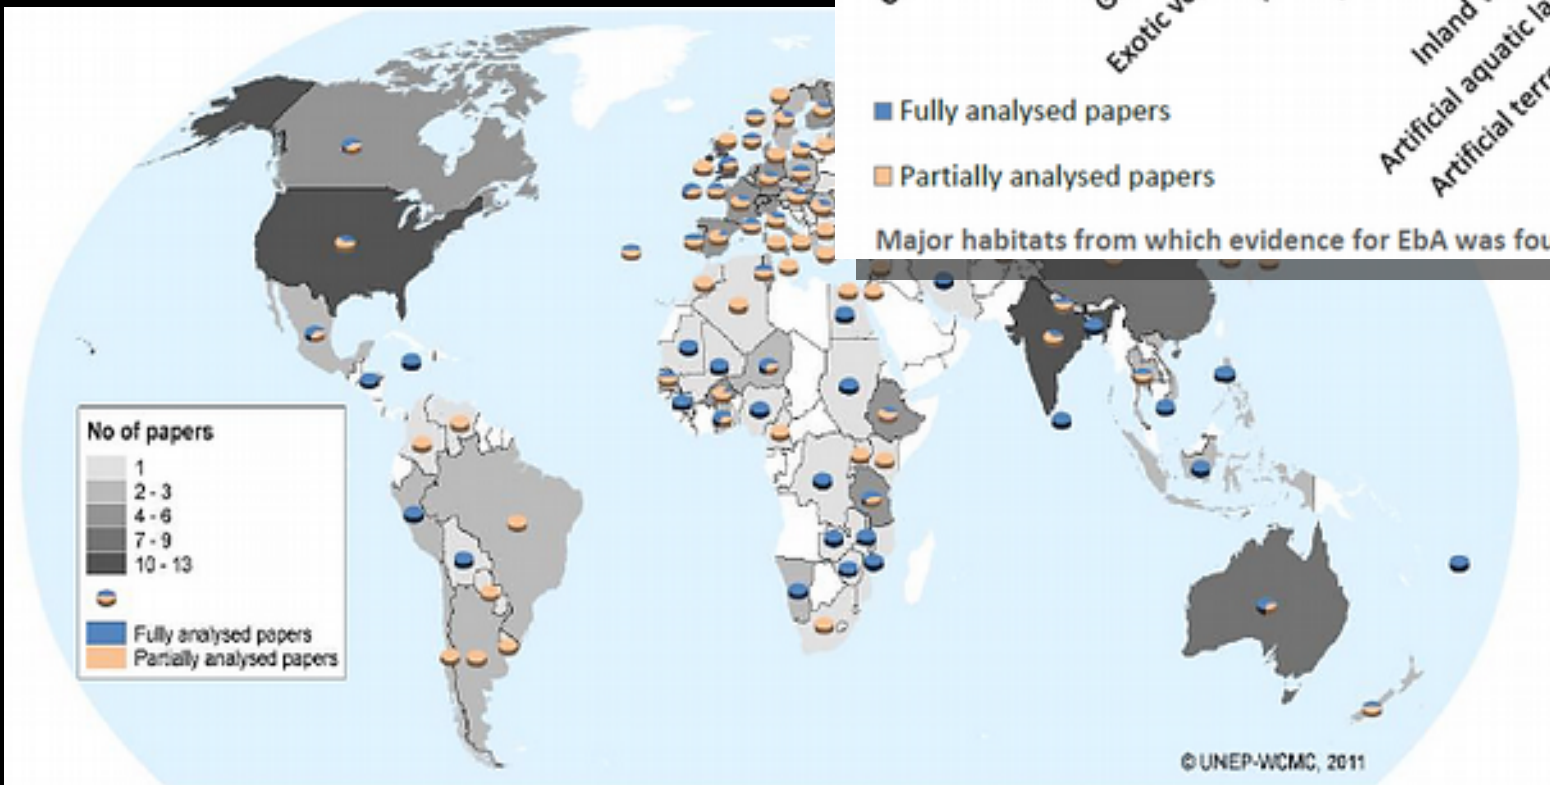 Exotic
Inland
Artificial aquatic
Artificial
Fully analysed papers
Partially analysed papers
Major habitats from which evidence for EbA was
No of papers
1
2 - 3
4 - 6
7 - 9
10 - 13
Fully analysed papers
Partially analysed papers
© UNEP-WCMC, 2011